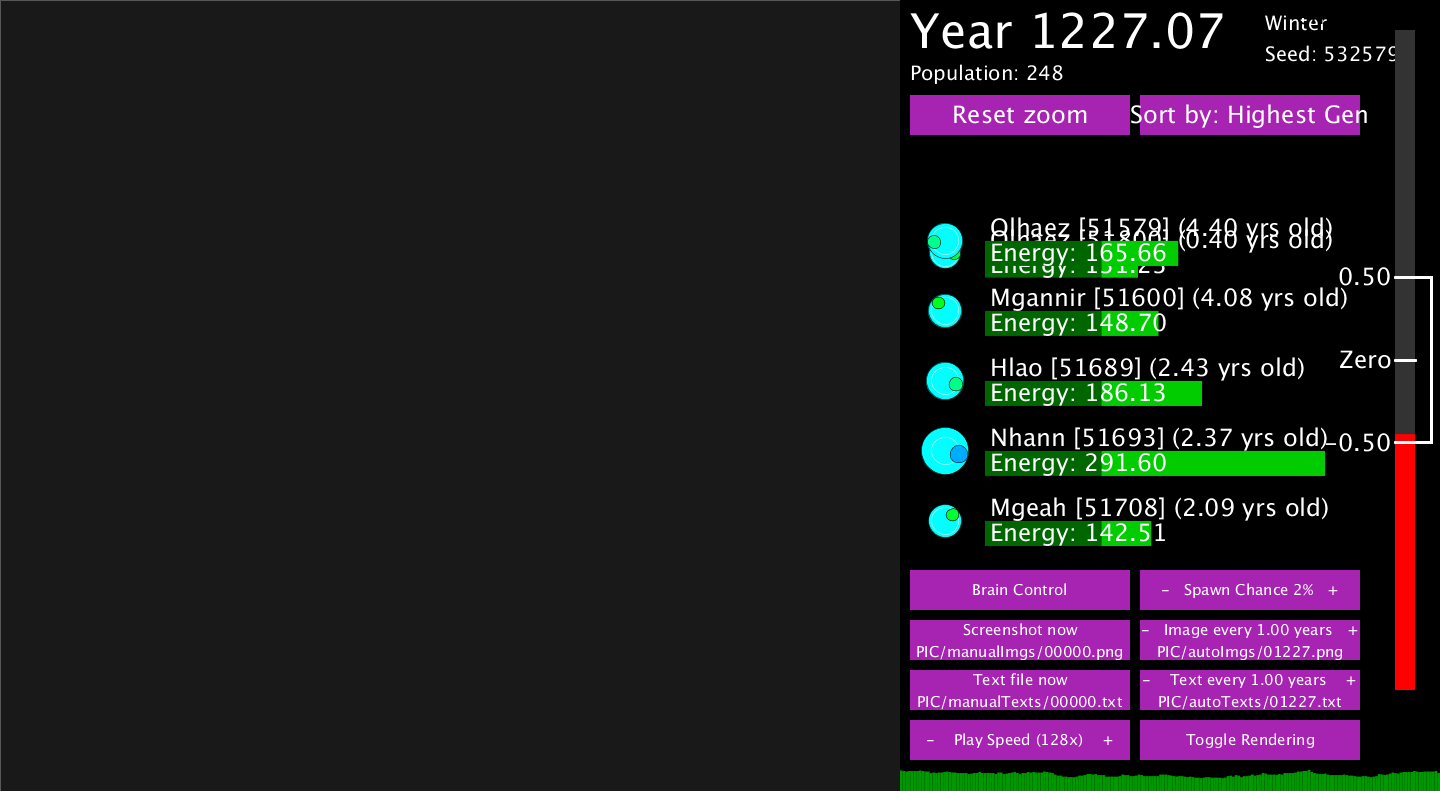 Year 1227.07
Winter
Seed: 532579
Population: 248
Reset zoom
Sort by: Highest Gen
Olhaez [51579] (4.40 yrs old)
(0.40 yrs old)
Energy: 165.66
Energy: 151.25
Mgannir [51600] (4.08 yrs old)
Energy: 148.70
Hlao [51689] (2.43 yrs old)
Energy: 186.13
Nhann [51693] (2.37 yrs old)
Energy: 291.60
Mgeah [51708] (2.09 yrs old)
Energy: 142.51
0.50
Zero
-0.50
Brain Control
- Spawn Chance 2% +
Screenshot now
PIC/manualImgs/00000.png
- Image every 1.00 years +
PIC/autoImgs/01227.png
Text file now
PIC/manualTexts/00000.txt
- Text every 1.00 years +
PIC/autoTexts/01227.txt
- Play Speed (128x) +
Toggle Rendering